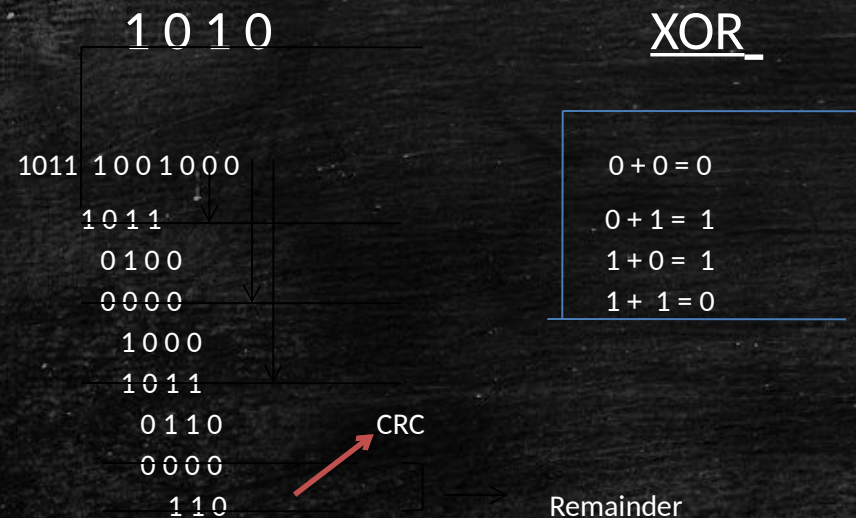 1 0 1 0
XOR_
1011 1 0 0 1 0 0 0
0 + 0 = 0
1 0 1 1
0 + 1 = 1
0 1 0 0
1 + 0 = 1
0 0 0 0
1 + 1 = 0
1 0 0 0
1 0 1 1
0 1 1 0
CRC
0 0 0 0
1 1 0
Remainder